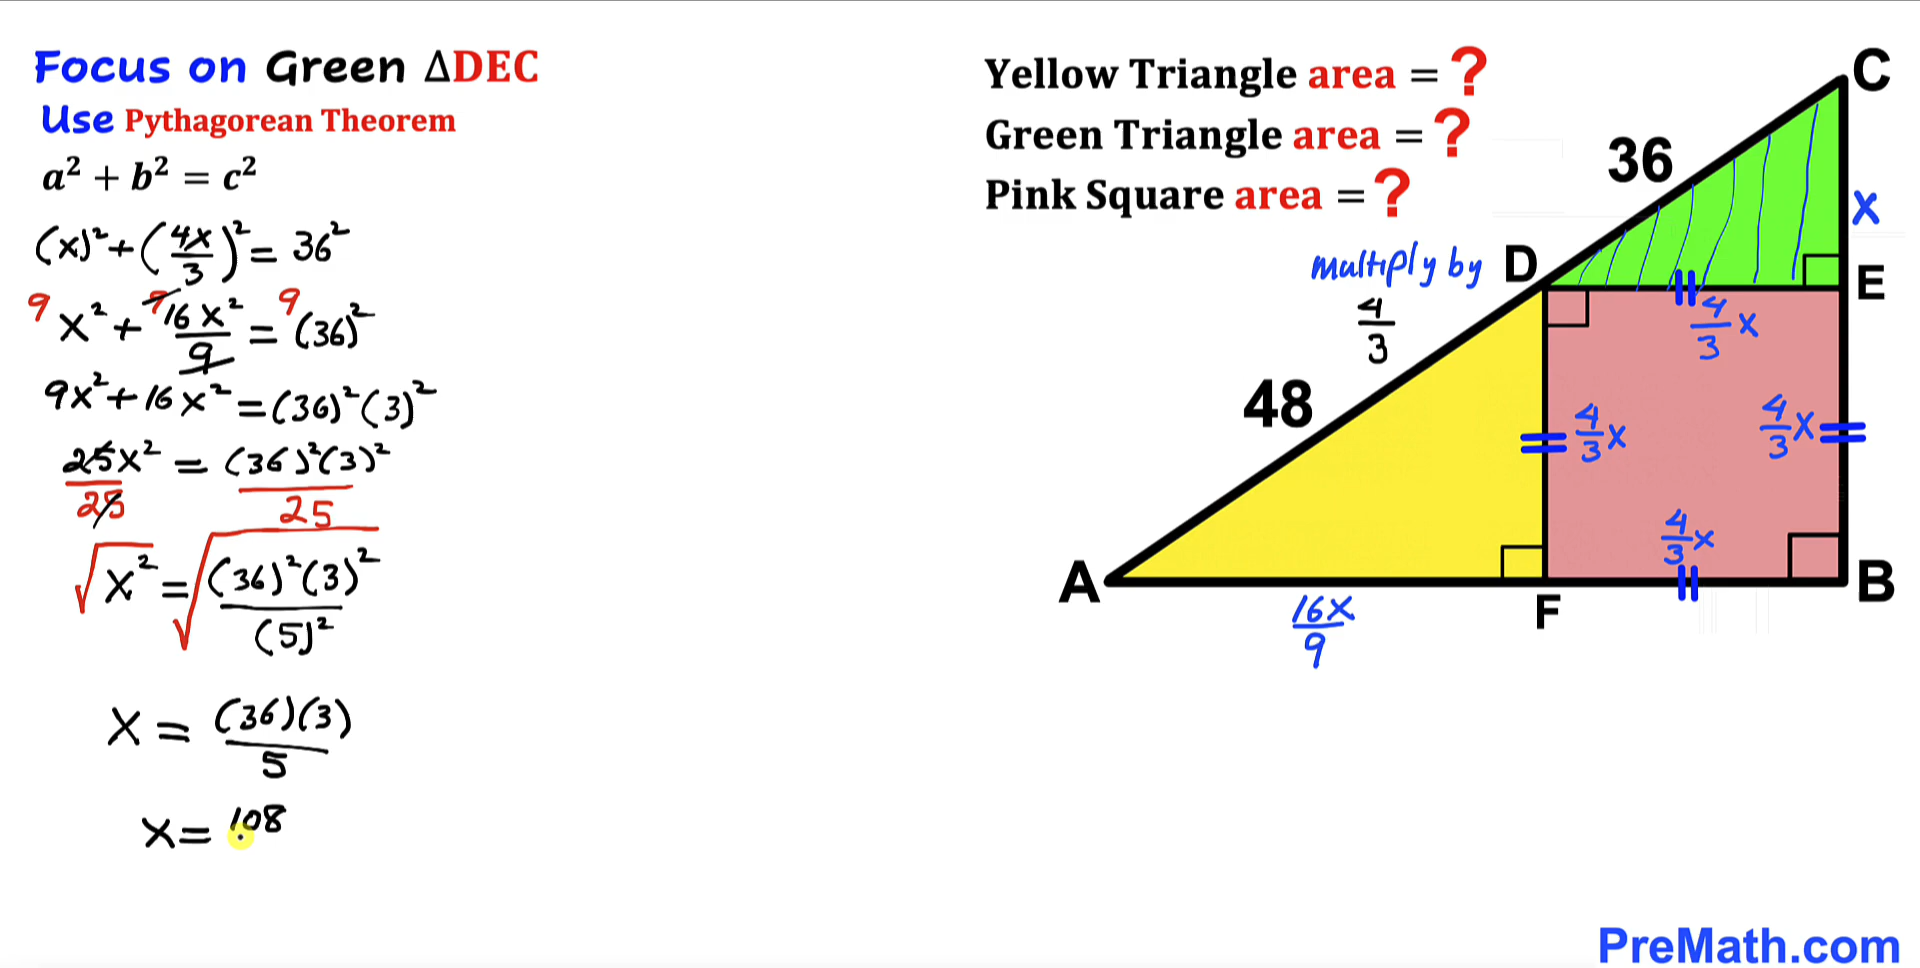 Focus on Green ΔDEC
Use Pythagorean Theorem
a² + b² = c²
(x)² + (4x/3)² = 36²
9 x² + 9 16x²/9 = 9 (36)²
9x² + 16x² = (36)²(3)²
25x²/25 = (36)²(3)²/25
√x² = √(36)²(3)²/(5)²
x = (36)(3)/5
x = 108
Yellow Triangle area = ?
Green Triangle area = ?
Pink Square area = ?
multiply by
4/3
C
36
x
D
E
4/3 x
48
4/3 x
4/3 x
4/3 x
A
F
B
16x/9
PreMath.com